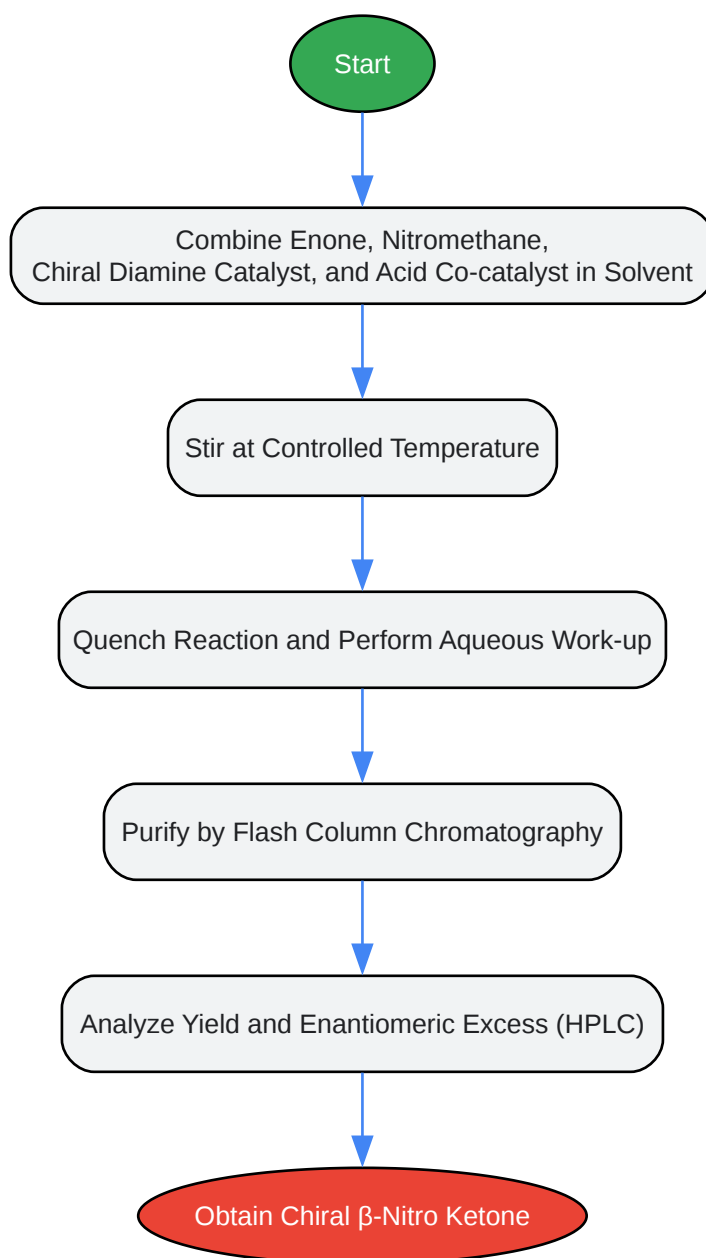 Start
Combine Enone, Nitromethane,
Chiral Diamine Catalyst, and Acid Co-catalyst in Solvent
Stir at Controlled Temperature
Quench Reaction and Perform Aqueous Work-up
Purify by Flash Column Chromatography
Analyze Yield and Enantiomeric Excess (HPLC)
Obtain Chiral β-Nitro Ketone